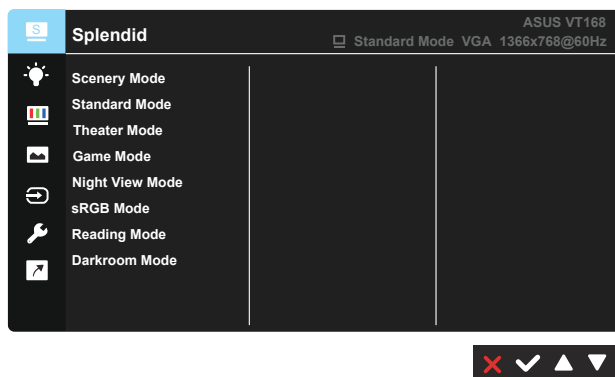 S
ASUS VT168
Splendid
Standard Mode VGA 1366x768@60Hz
Scenery Mode
Standard Mode
Theater Mode
Game Mode
Night View Mode
sRGB Mode
Reading Mode
Darkroom Mode